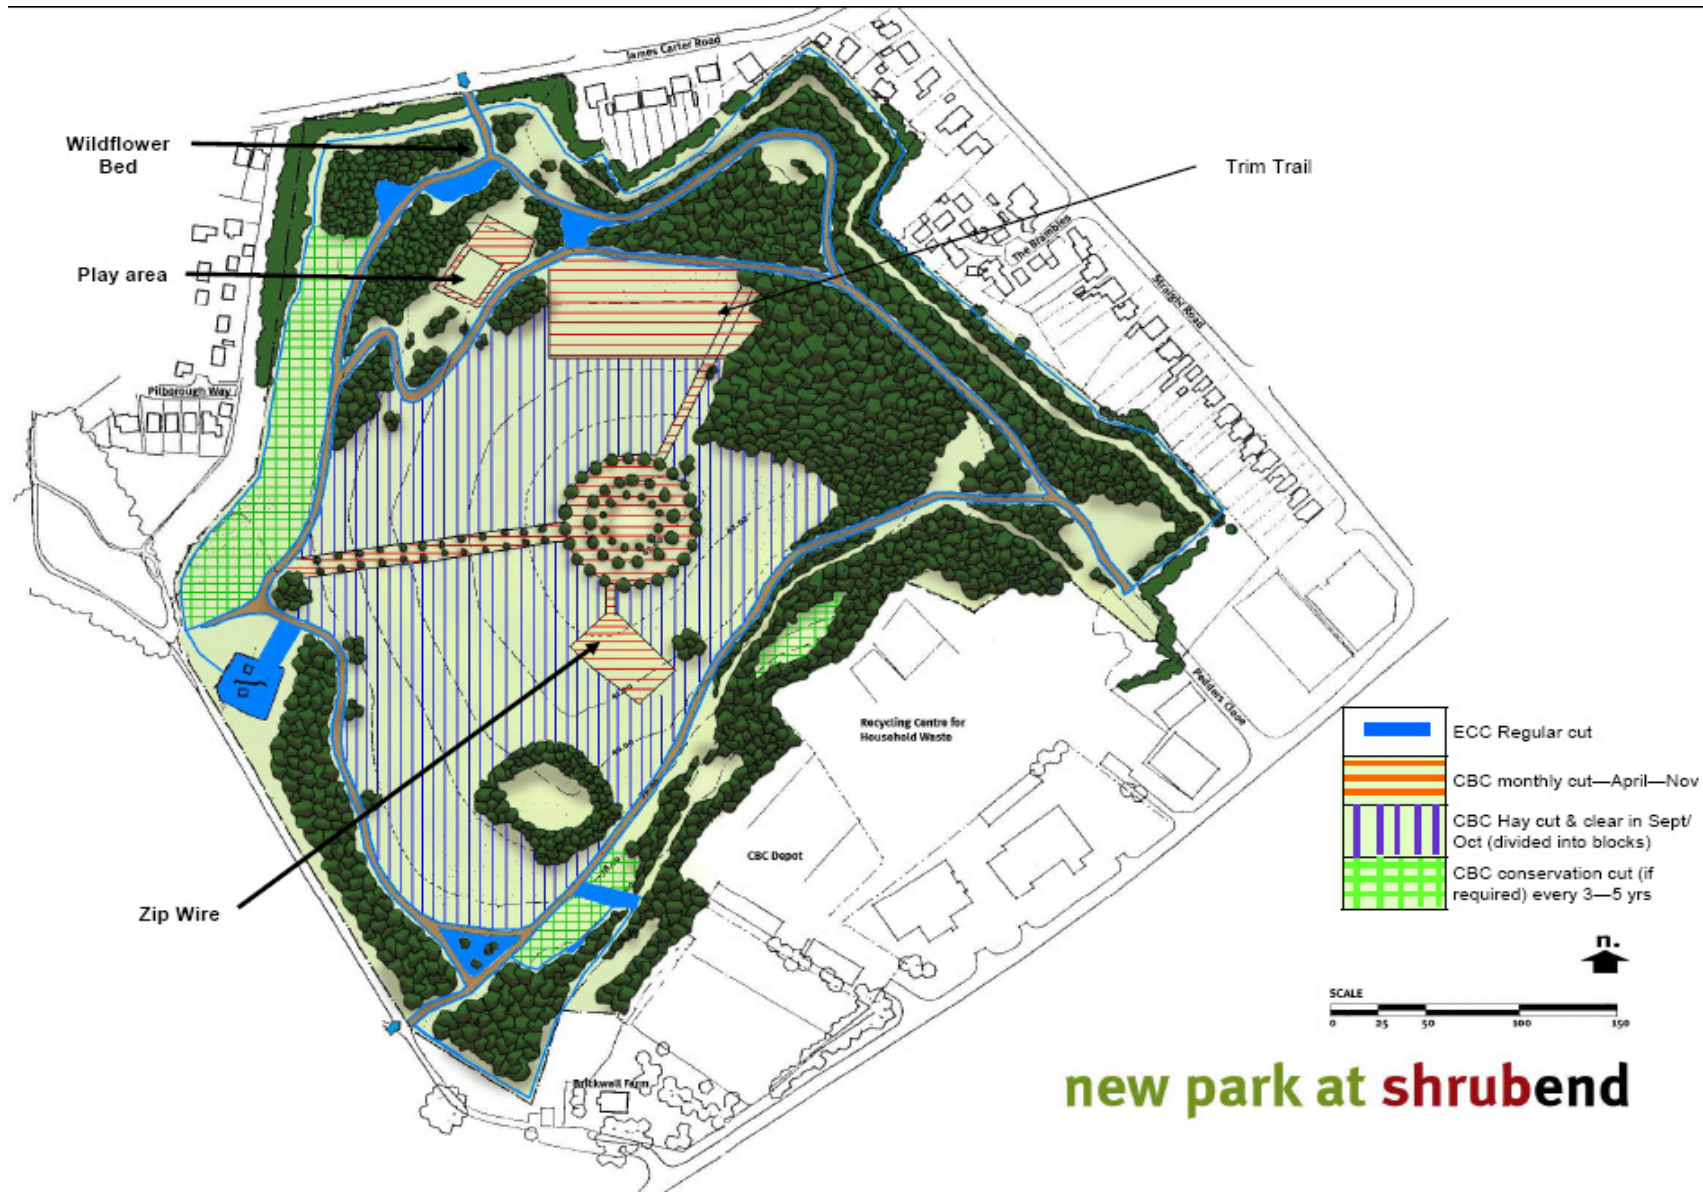 James Carter Road
Wildflower
Bed
Trim Trail
The Brambles
Play area
Straight Road
Pilborough Way
Pedders Close
Recycling Centre for
Household Waste
ECC Regular cut
CBC monthly cut—April—Nov
CBC Hay cut & clear in Sept/
Oct (divided into blocks)
CBC conservation cut (if
required) every 3—5 yrs
CBC Depot
Zip Wire
n.
SCALE
0 25 50 100 150
Brickwall Farm
new park at shrubend